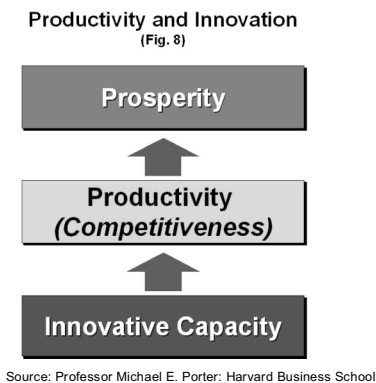 Productivity and Innovation
(Fig. 8)
Prosperity
Productivity
(Competitiveness)
Innovative Capacity
Source: Professor Michael E. Porter; Harvard Business School